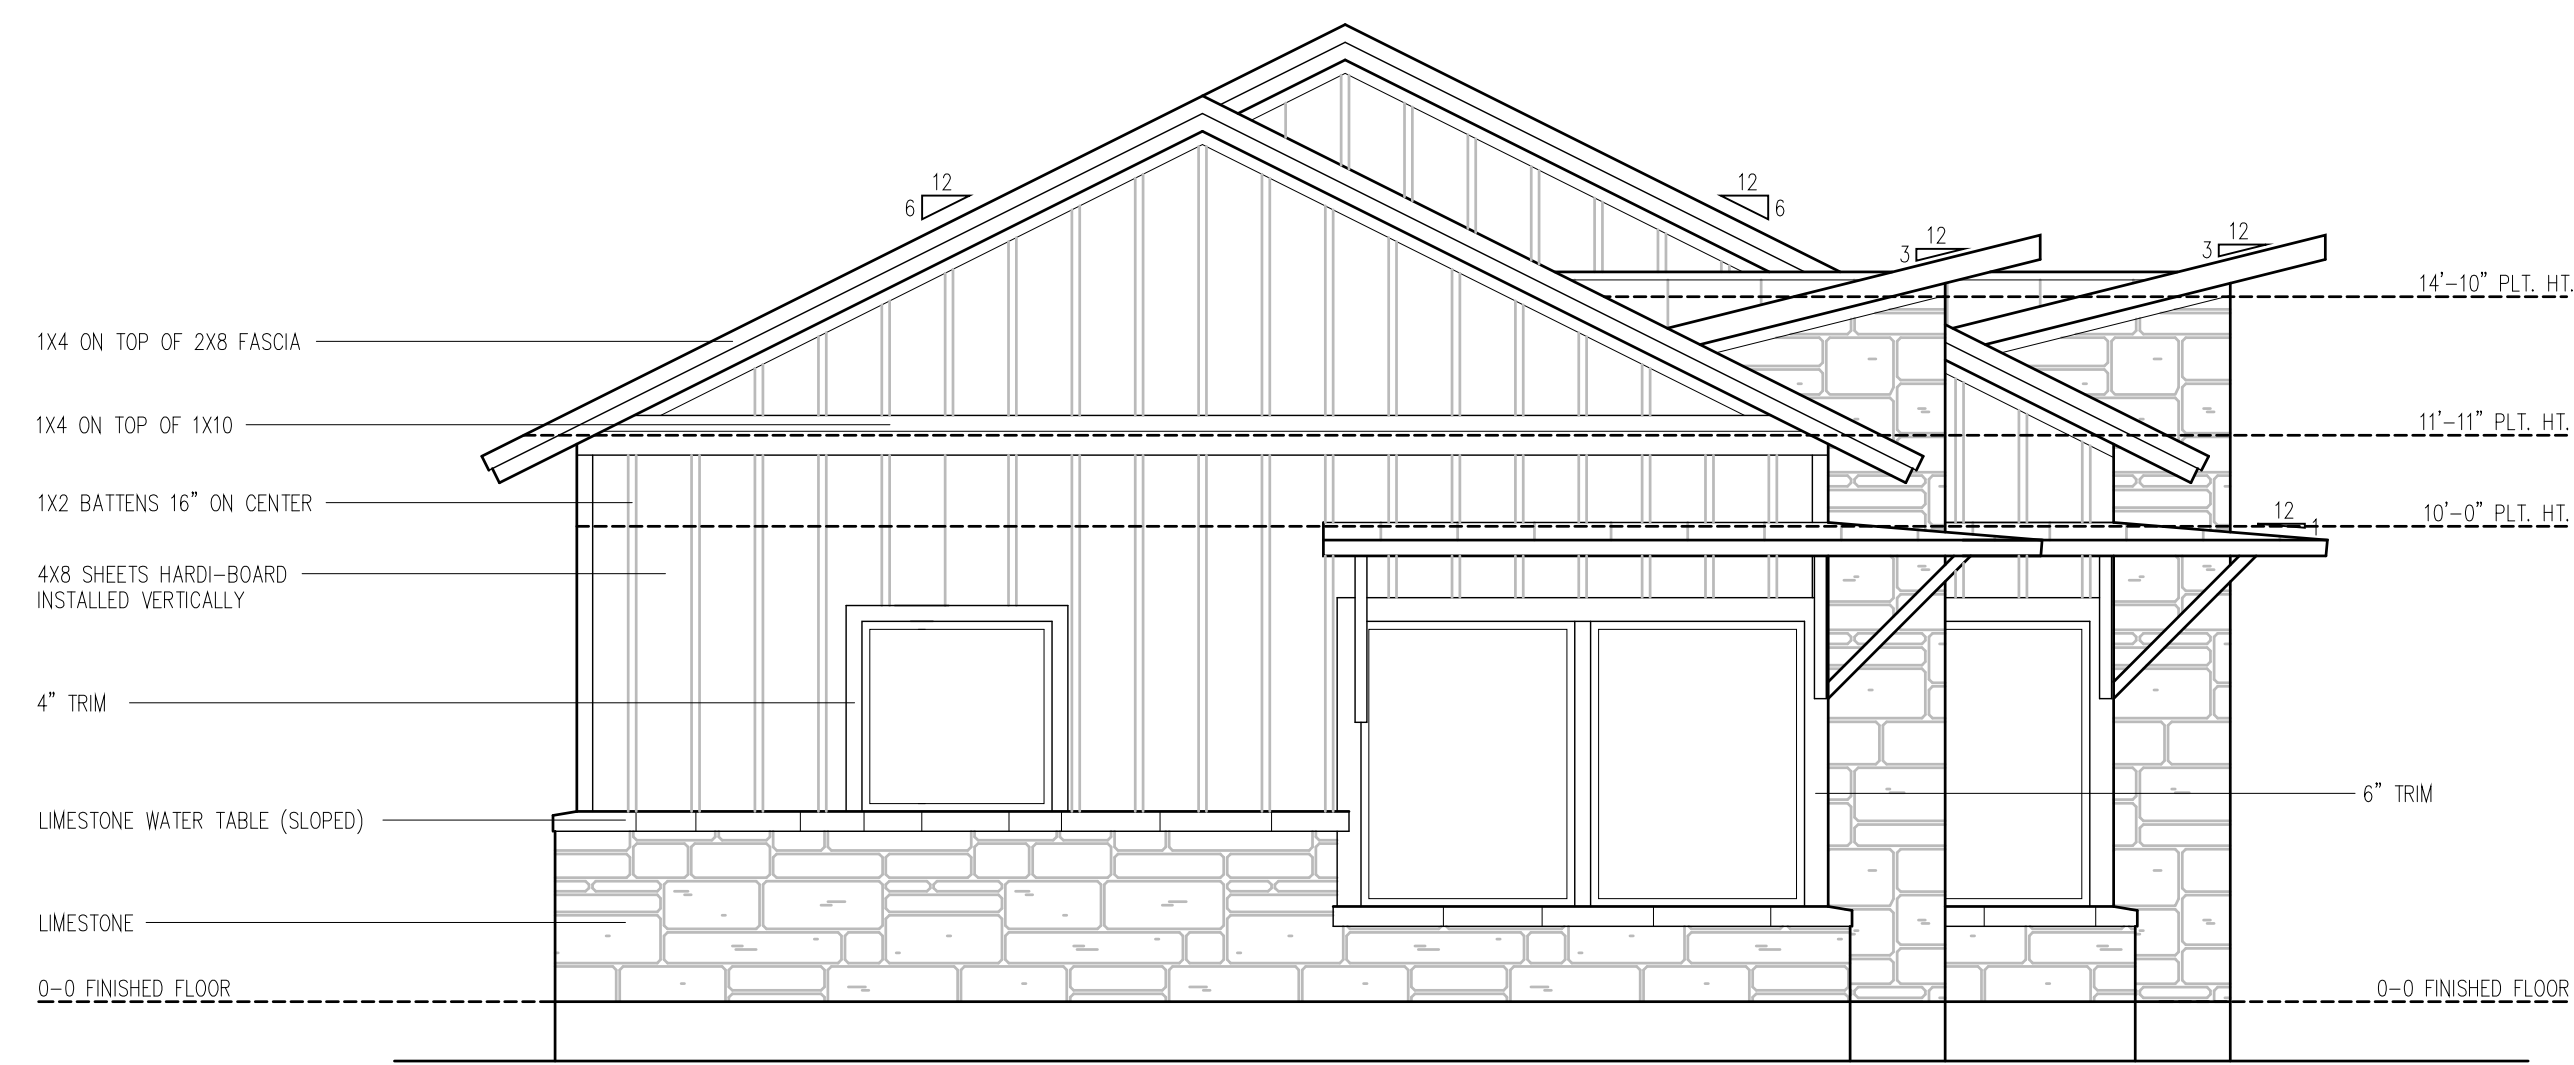 12
6
12
6
12
3
12
3
14'-10" PLT. HT.
1X4 ON TOP OF 2X8 FASCIA
1X4 ON TOP OF 1X10
11'-11" PLT. HT.
1X2 BATTENS 16" ON CENTER
10'-0" PLT. HT.
12
1
4X8 SHEETS HARDI-BOARD
INSTALLED VERTICALLY
4" TRIM
6" TRIM
LIMESTONE WATER TABLE (SLOPED)
LIMESTONE
0-0 FINISHED FLOOR
0-0 FINISHED FLOOR